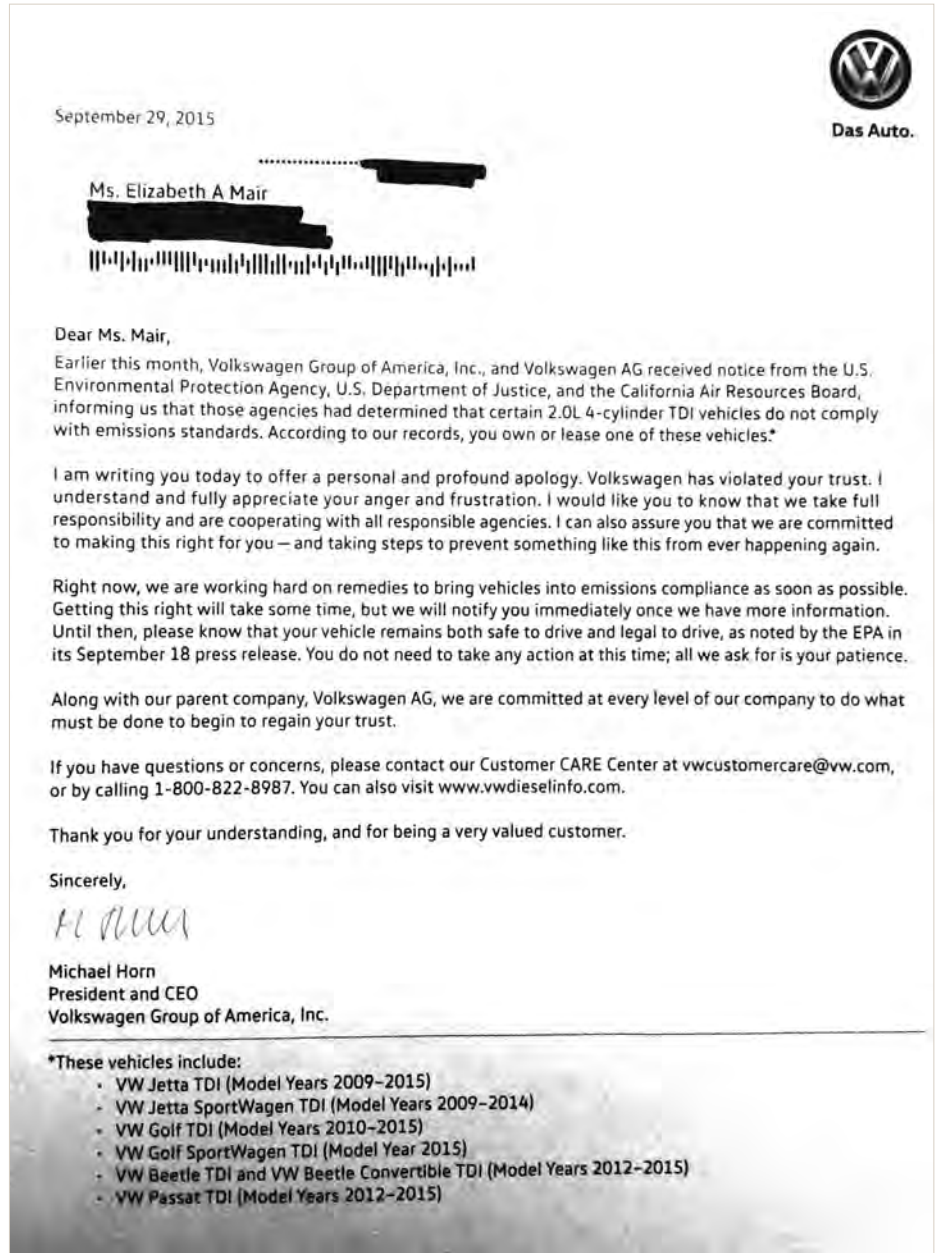 Das Auto.
September 29, 2015
Ms. Elizabeth A Mair
Dear Ms. Mair,
Earlier this month, Volkswagen Group of America, Inc., and Volkswagen AG received notice from the U.S.
Environmental Protection Agency, U.S. Department of Justice, and the California Air Resources Board,
informing us that those agencies had determined that certain 2.0L 4-cylinder TDI vehicles do not comply
with emissions standards. According to our records, you own or lease one of these vehicles.*
I am writing you today to offer a personal and profound apology. Volkswagen has violated your trust. I
understand and fully appreciate your anger and frustration. I would like you to know that we take full
responsibility and are cooperating with all responsible agencies. I can also assure you that we are committed
to making this right for you — and taking steps to prevent something like this from ever happening again.
Right now, we are working hard on remedies to bring vehicles into emissions compliance as soon as possible.
Getting this right will take some time, but we will notify you immediately once we have more information.
Until then, please know that your vehicle remains both safe to drive and legal to drive, as noted by the EPA in
its September 18 press release. You do not need to take any action at this time; all we ask for is your patience.
Along with our parent company, Volkswagen AG, we are committed at every level of our company to do what
must be done to begin to regain your trust.
If you have questions or concerns, please contact our Customer CARE Center at vwcustomercare@vw.com,
or by calling 1-800-822-8987. You can also visit www.vwdieselinfo.com.
Thank you for your understanding, and for being a very valued customer.
Sincerely,
Michael Horn
President and CEO
Volkswagen Group of America, Inc.
*These vehicles include:
- VW Jetta TDI (Model Years 2009–2015)
- VW Jetta SportWagen TDI (Model Years 2009–2014)
- VW Golf TDI (Model Years 2010–2015)
- VW Golf SportWagen TDI (Model Year 2015)
- VW Beetle TDI and VW Beetle Convertible TDI (Model Years 2012–2015)
- VW Passat TDI (Model Years 2012–2015)